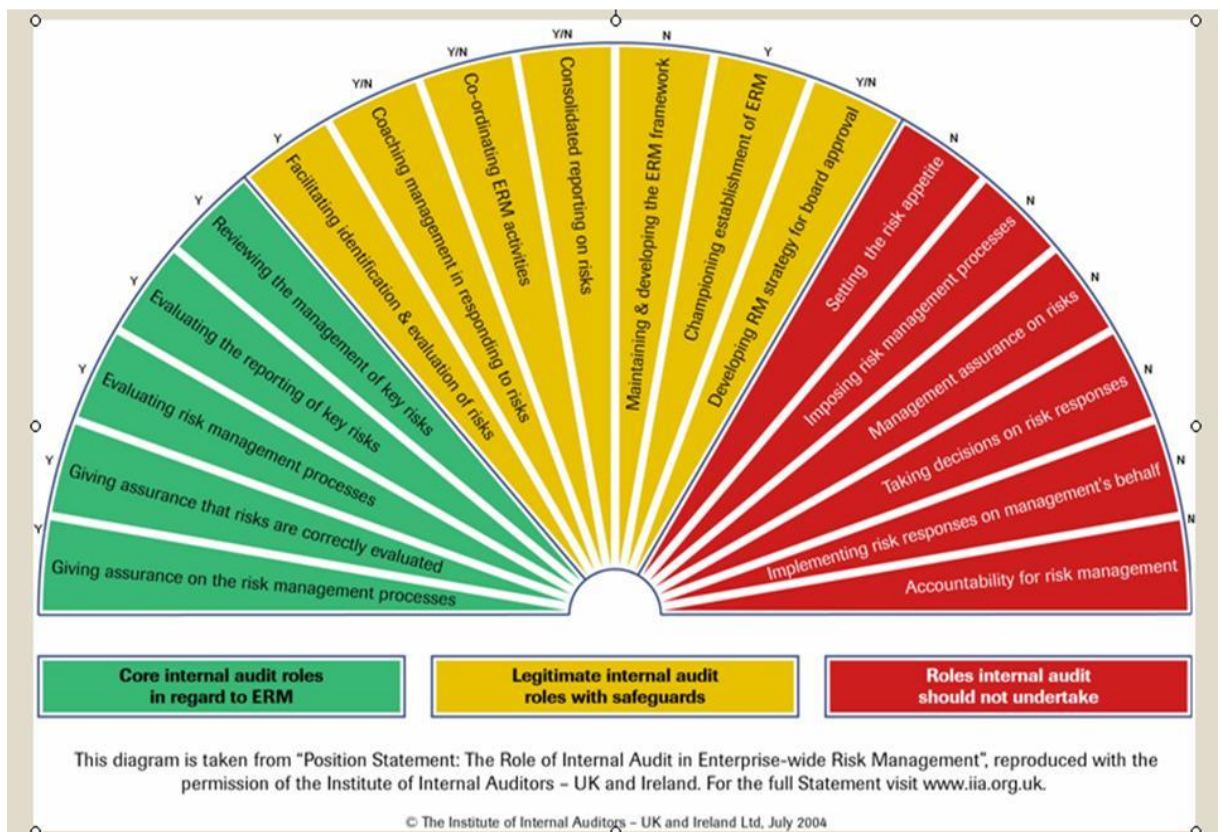 Y
Giving assurance on the risk management processes
Y
Giving assurance that risks are correctly evaluated
Y
Evaluating risk management processes
Y
Evaluating the reporting of key risks
Y
Reviewing the management of key risks
Y
Facilitating identification & evaluation of risks
Y/N
Coaching management in responding to risks
Y/N
Co-ordinating ERM activities
Y/N
Consolidated reporting on risks
N
Maintaining & developing the ERM framework
Y
Championing establishment of ERM
Y/N
Developing RM strategy for board approval
N
Setting the risk appetite
N
Imposing risk management processes
N
Management assurance on risks
N
Taking decisions on risk responses
N
Implementing risk responses on management's behalf
N
Accountability for risk management
Core internal audit roles
in regard to ERM
Legitimate internal audit
roles with safeguards
Roles internal audit
should not undertake
This diagram is taken from “Position Statement: The Role of Internal Audit in Enterprise-wide Risk Management”, reproduced with the
permission of the Institute of Internal Auditors – UK and Ireland. For the full Statement visit www.iia.org.uk.
© The Institute of Internal Auditors – UK and Ireland Ltd, July 2004